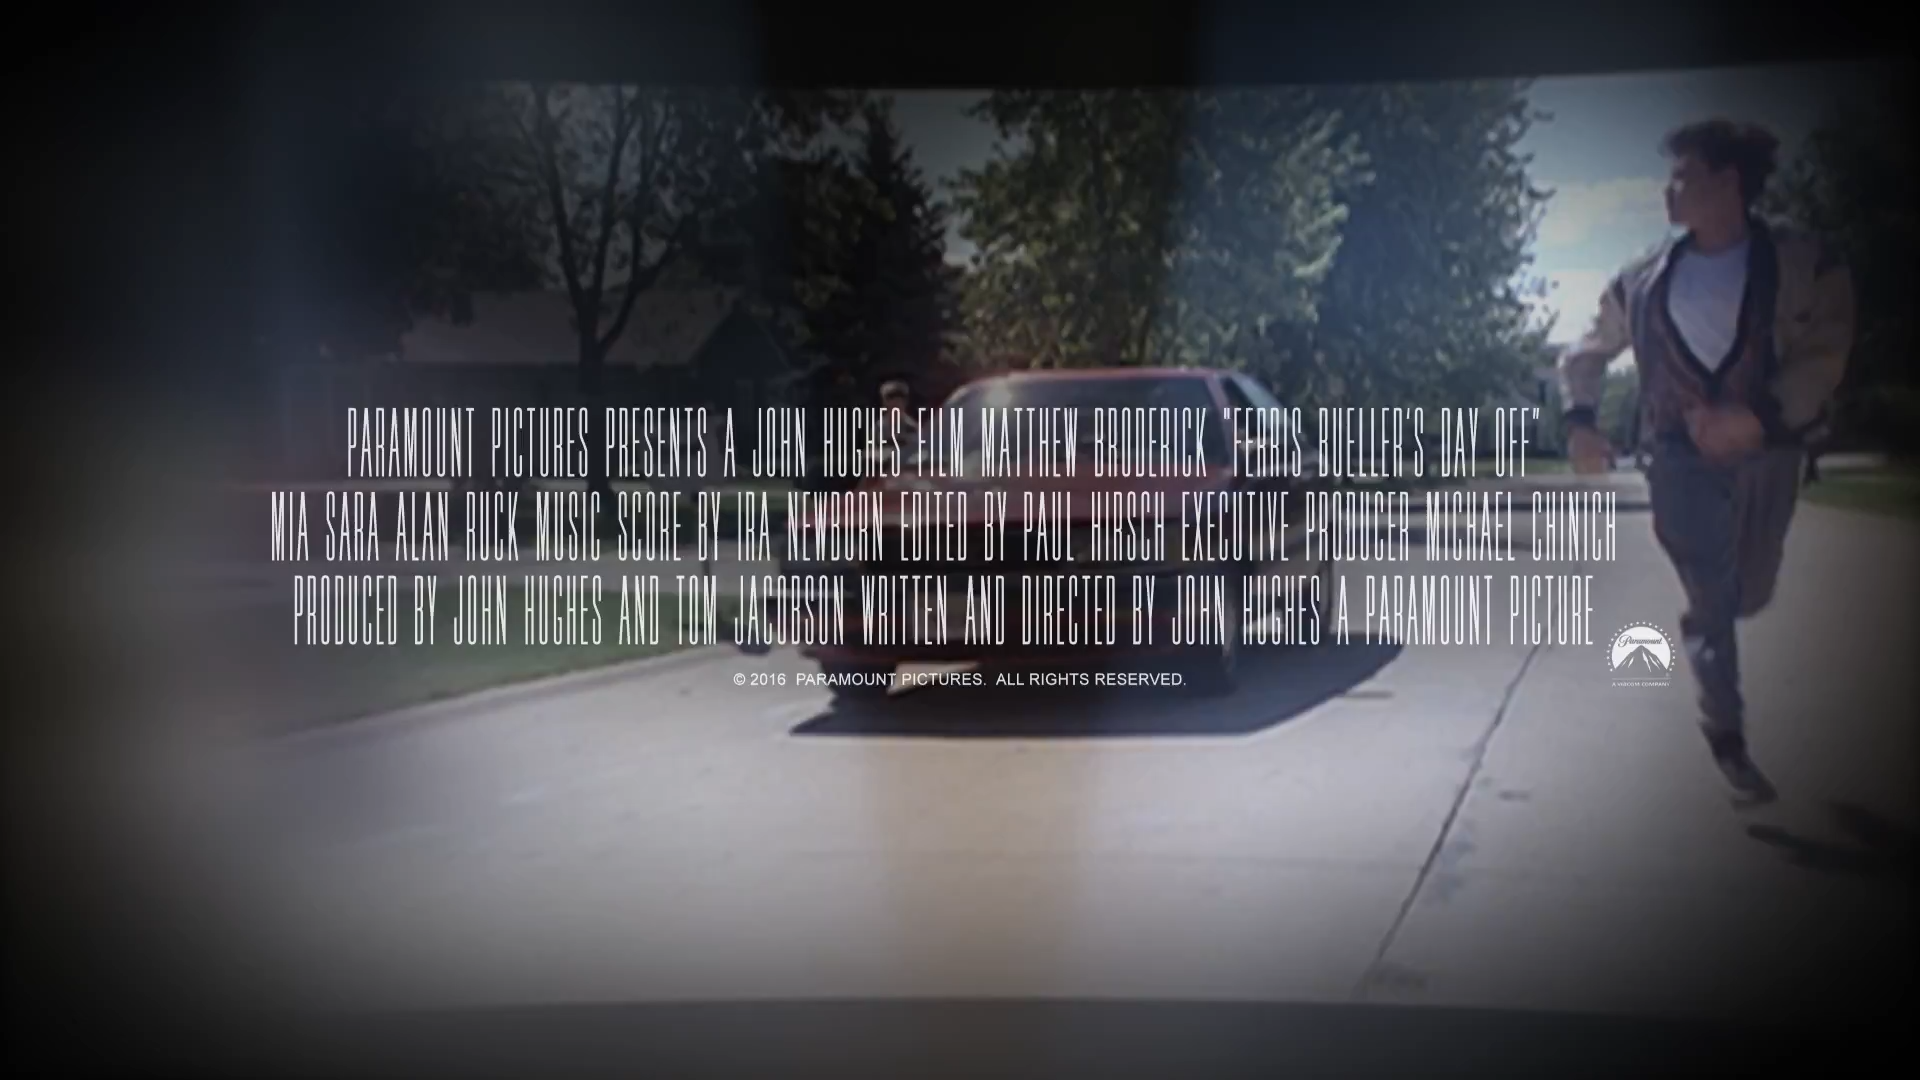 PARAMOUNT PICTURES PRESENTS A JOHN HUGHES FILM MATTHEW BRODERICK "FERRIS BUELLER'S DAY OFF"
MIA SARA ALAN RUCK MUSIC SCORE BY IRA NEWBORN EDITED BY PAUL HIRSCH EXECUTIVE PRODUCER MICHAEL CHINICH
PRODUCED BY JOHN HUGHES AND TOM JACOBSON WRITTEN AND DIRECTED BY JOHN HUGHES A PARAMOUNT PICTURE
Paramount
A VIACOM COMPANY
© 2016 PARAMOUNT PICTURES. ALL RIGHTS RESERVED.